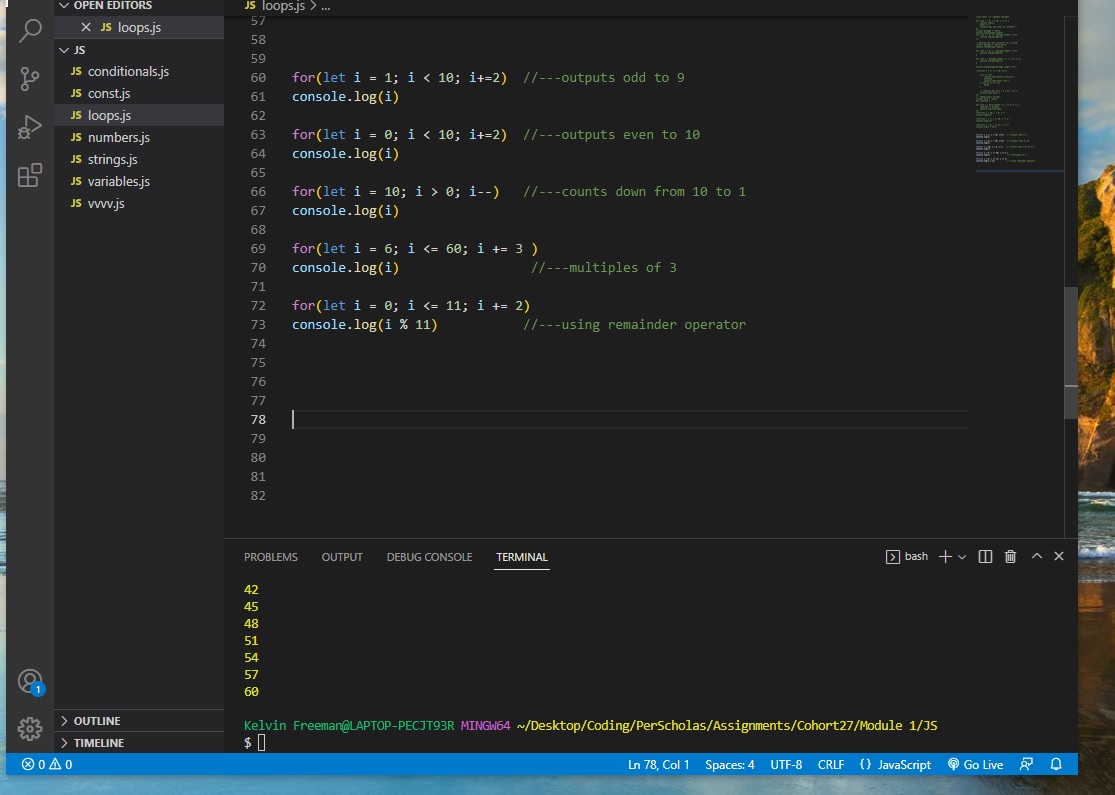 OPEN EDITORS
JS loops.js
JS
JS conditionals.js
JS const.js
JS loops.js
JS numbers.js
JS strings.js
JS variables.js
JS vvvv.js
OUTLINE
TIMELINE
JS loops.js > ...
57
58
59
60 for(let i = 1; i < 10; i+=2) //---outputs odd to 9
61 console.log(i)
62
63 for(let i = 0; i < 10; i+=2) //---outputs even to 10
64 console.log(i)
65
66 for(let i = 10; i > 0; i--) //---counts down from 10 to 1
67 console.log(i)
68
69 for(let i = 6; i <= 60; i += 3 )
70 console.log(i) //---multiples of 3
71
72 for(let i = 0; i <= 11; i += 2)
73 console.log(i % 11) //---using remainder operator
74
75
76
77
78
79
80
81
82
PROBLEMS OUTPUT DEBUG CONSOLE TERMINAL bash
42
45
48
51
54
57
60
Kelvin Freeman@LAPTOP-PECJT93R MINGW64 ~/Desktop/Coding/PerScholas/Assignments/Cohort27/Module 1/JS
$
1
0 0 Ln 78, Col 1 Spaces: 4 UTF-8 CRLF {} JavaScript Go Live